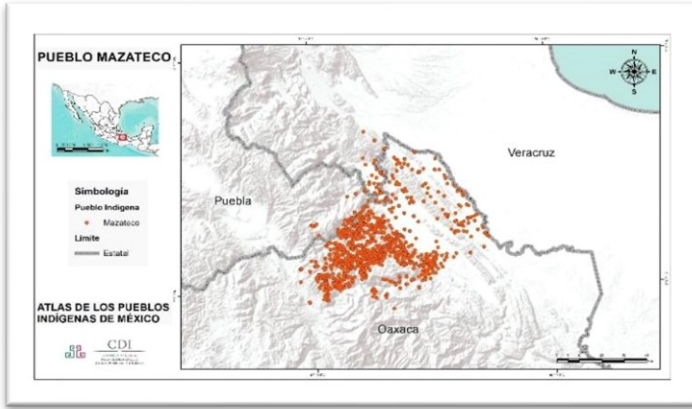 PUEBLO MAZATECO
Simbología
Pueblo Indígena
Mazateco
Límite
Estatal
ATLAS DE LOS PUEBLOS
INDÍGENAS DE MÉXICO
CDI
N
W
E
S
Veracruz
Puebla
Oaxaca